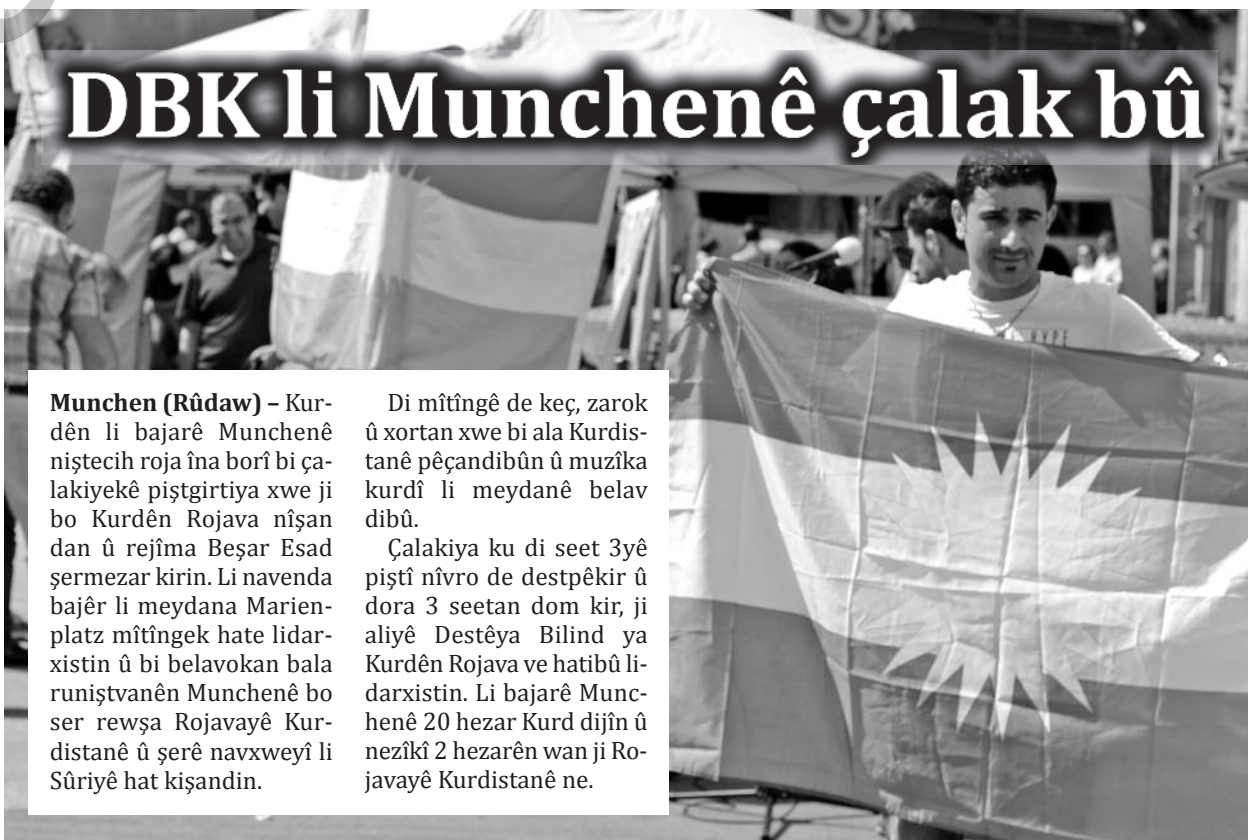 DBK li Munchenê çalak bû
HYPE
Munchen (Rûdaw) – Kur-
dên li bajarê Munchenê
niştecih roja îna borî bi ça-
lakiyekê piştgirtiya xwe ji
bo Kurdên Rojava nîşan
dan û rejîma Beşar Esad
şermezar kirin. Li navenda
bajêr li meydana Marien-
platz mîtîngek hate lidar-
xistin û bi belavokan bala
runiştvanên Munchenê bo
ser rewşa Rojavayê Kur-
distanê û şerê navxweyî li
Sûriyê hat kişandin.
Di mîtîngê de keç, zarok
û xortan xwe bi ala Kurdis-
tanê pêçandibûn û muzîka
kurdî li meydanê belav
dibû.
Çalakiya ku di seet 3yê
piştî nîvro de destpêkir û
dora 3 seetan dom kir, ji
aliyê Destêya Bilind ya
Kurdên Rojava ve hatibû li-
darxistin. Li bajarê Munc-
henê 20 hezar Kurd dijîn û
nezîkî 2 hezarên wan ji Ro-
javayê Kurdistanê ne.